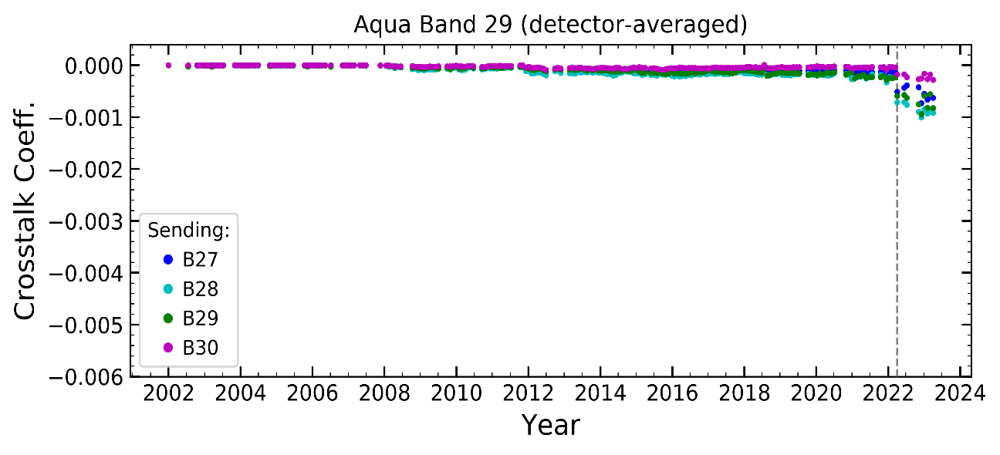 Aqua Band 29 (detector-averaged)
Crosstalk Coeff.
0.000
−0.001
−0.002
−0.003
−0.004
−0.005
−0.006
Sending:
B27
B28
B29
B30
2002 2004 2006 2008 2010 2012 2014 2016 2018 2020 2022 2024
Year